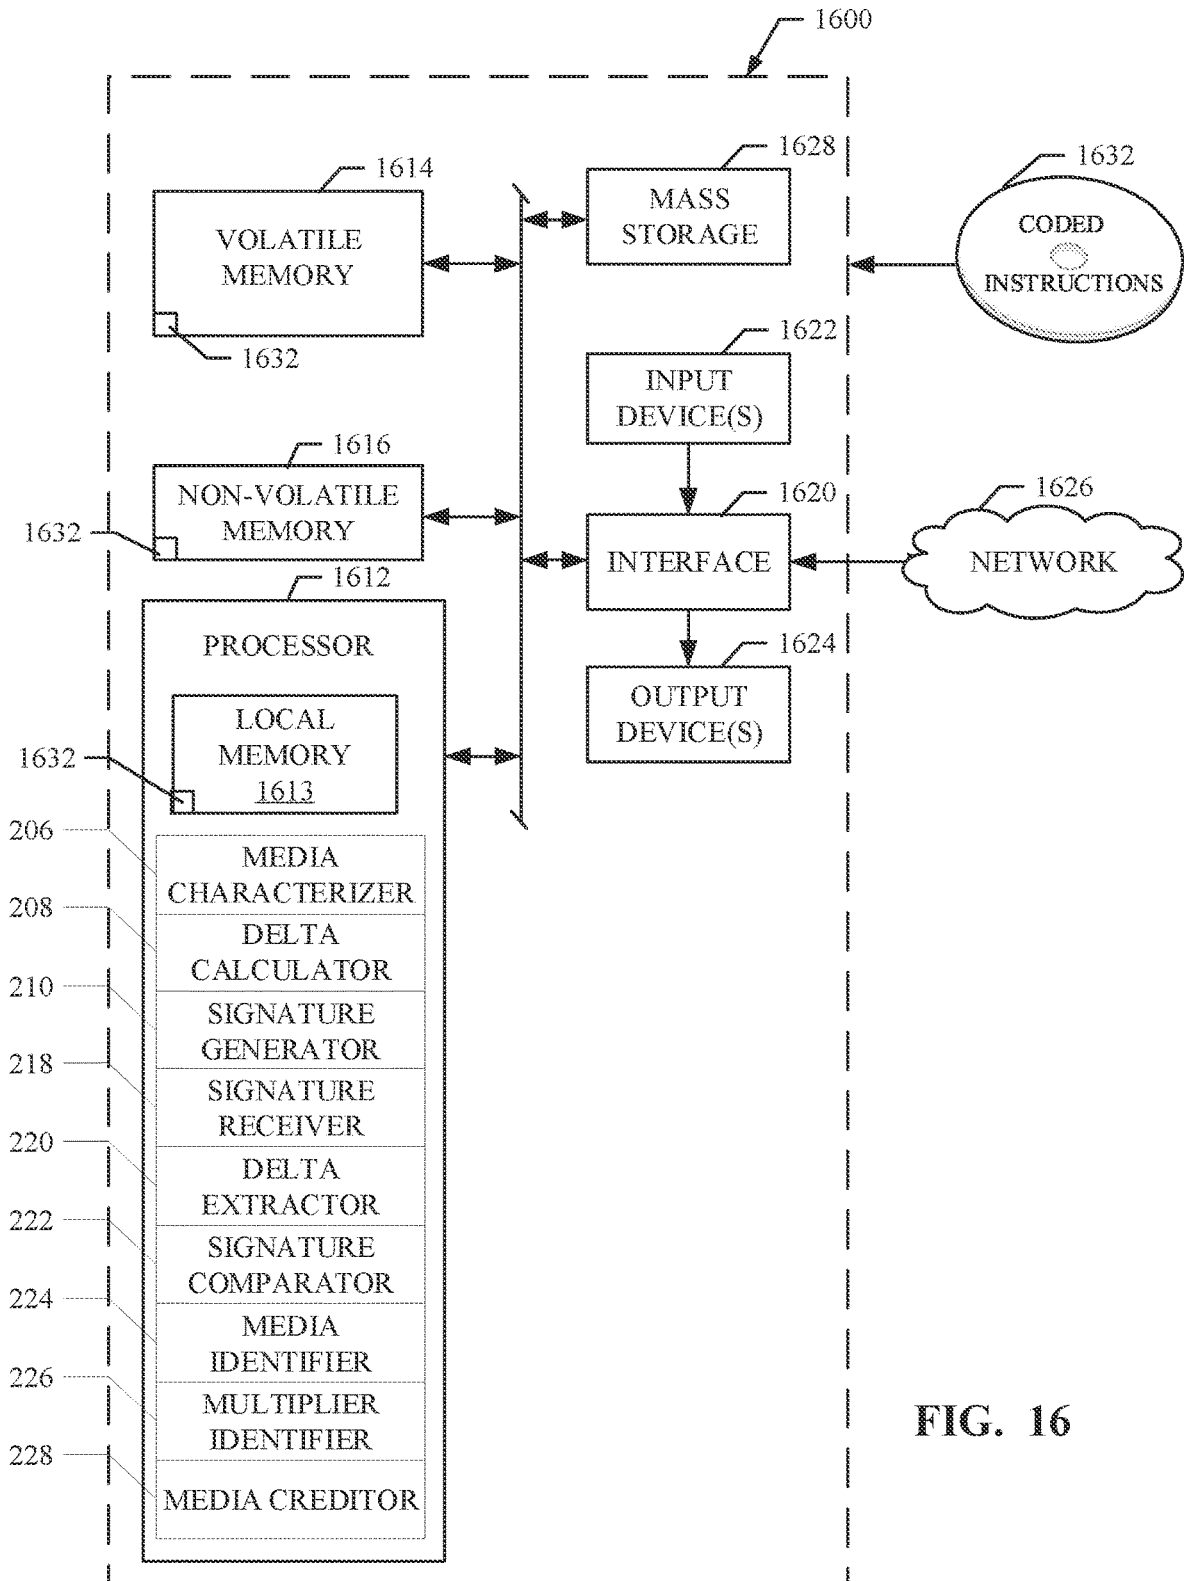 1600
1614
VOLATILE
MEMORY
1632
1628
MASS
STORAGE
1632
CODED
INSTRUCTIONS
1622
INPUT
DEVICE(S)
1616
NON-VOLATILE
MEMORY
1632
1620
INTERFACE
1626
NETWORK
1612
PROCESSOR
LOCAL
MEMORY
1613
1632
1624
OUTPUT
DEVICE(S)
206
MEDIA
CHARACTERIZER
208
DELTA
CALCULATOR
210
SIGNATURE
GENERATOR
218
SIGNATURE
RECEIVER
220
DELTA
EXTRACTOR
222
SIGNATURE
COMPARATOR
224
MEDIA
IDENTIFIER
226
MULTIPLIER
IDENTIFIER
228
MEDIA CREDITOR
FIG. 16